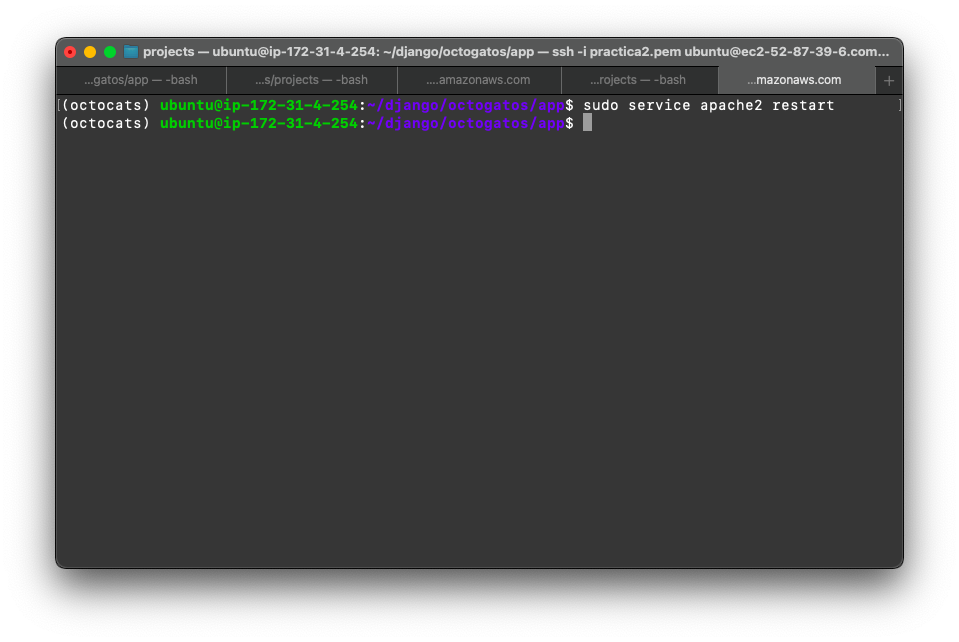 projects — ubuntu@ip-172-31-4-254: ~/django/octogatos/app — ssh -i practica2.pem ubuntu@ec2-52-87-39-6.com...
...gatos/app — -bash
...s/projects — -bash
....amazonaws.com
...rojects — -bash
...mazonaws.com
+
[(octocats) ubuntu@ip-172-31-4-254:~/django/octogatos/app$ sudo service apache2 restart ]
(octocats) ubuntu@ip-172-31-4-254:~/django/octogatos/app$